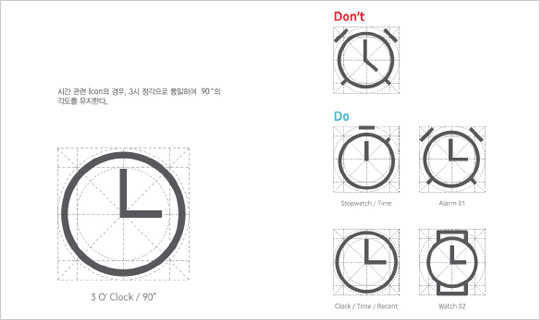 시간 관련 Icon의 경우, 3시 정각으로 통일하여 90 °의
각도를 유지한다.
3 O' Clock / 90°
Don't
Do
Stopwatch / Time
Alarm 01
Clock / Time / Recent
Watch 02